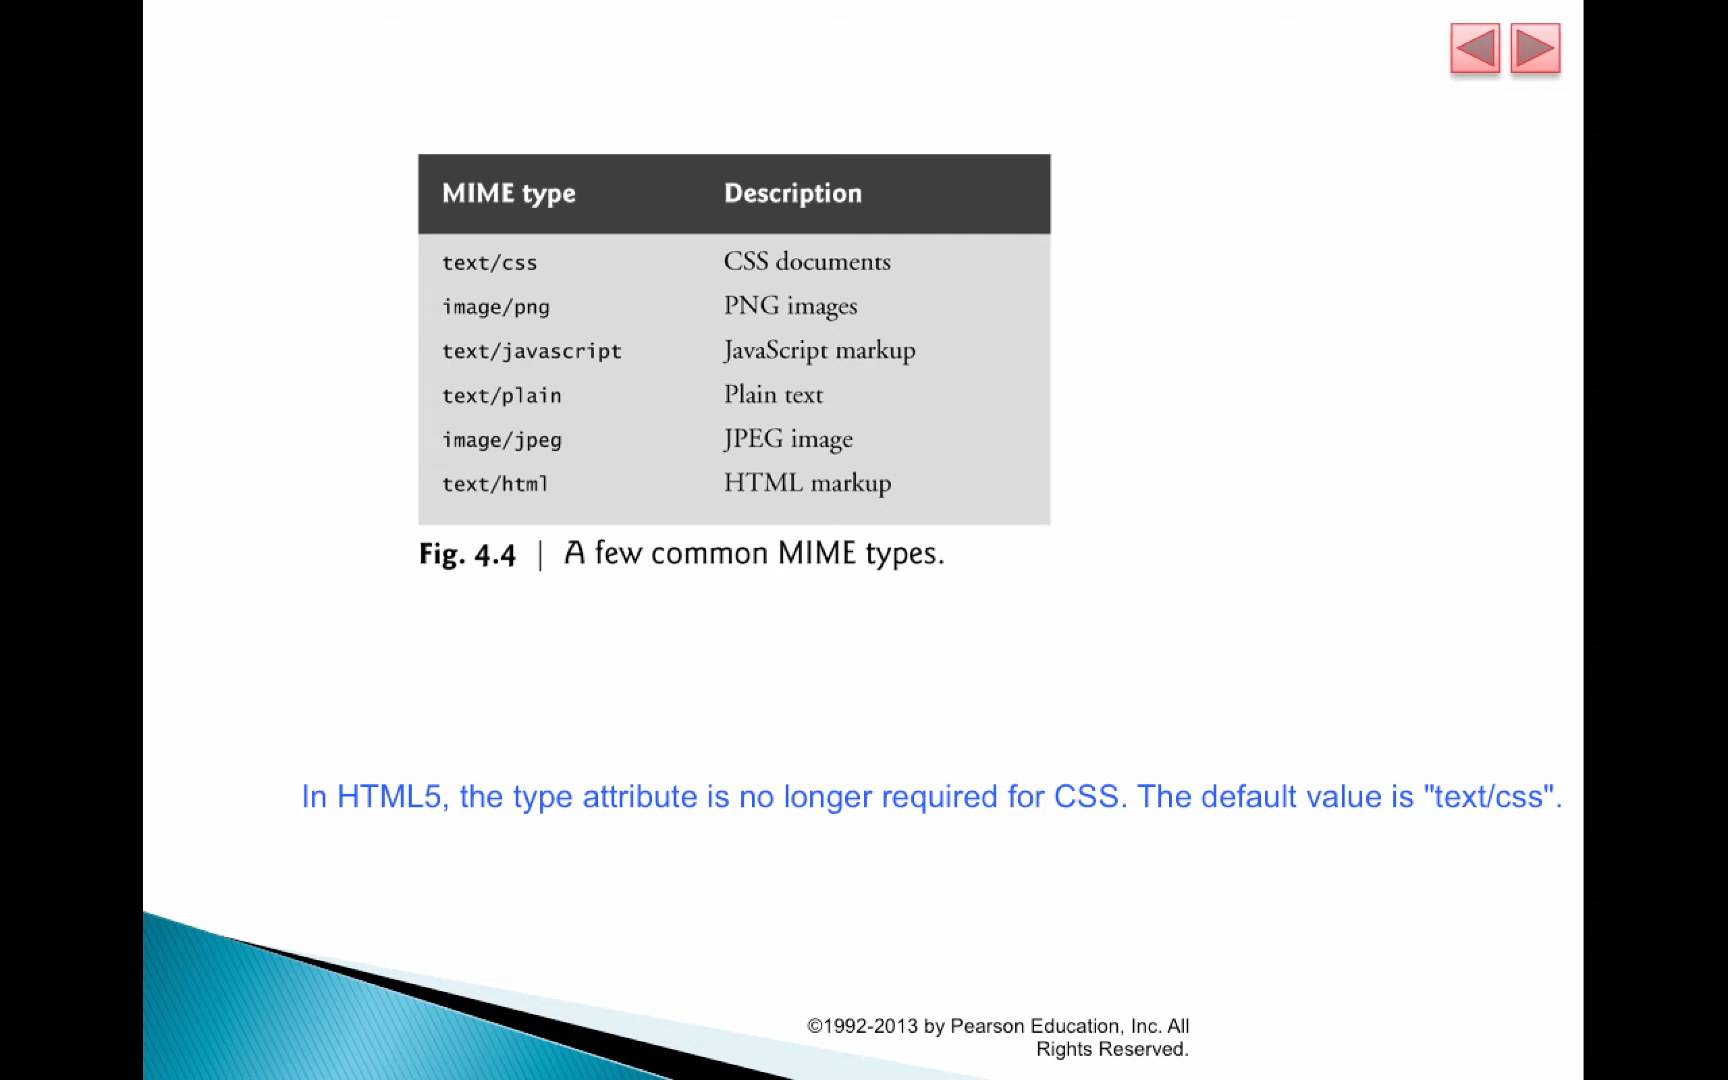 MIME type Description
text/css CSS documents
image/png PNG images
text/javascript JavaScript markup
text/plain Plain text
image/jpeg JPEG image
text/html HTML markup
Fig. 4.4 | A few common MIME types.
In HTML5, the type attribute is no longer required for CSS. The default value is "text/css".
©1992-2013 by Pearson Education, Inc. All
Rights Reserved.